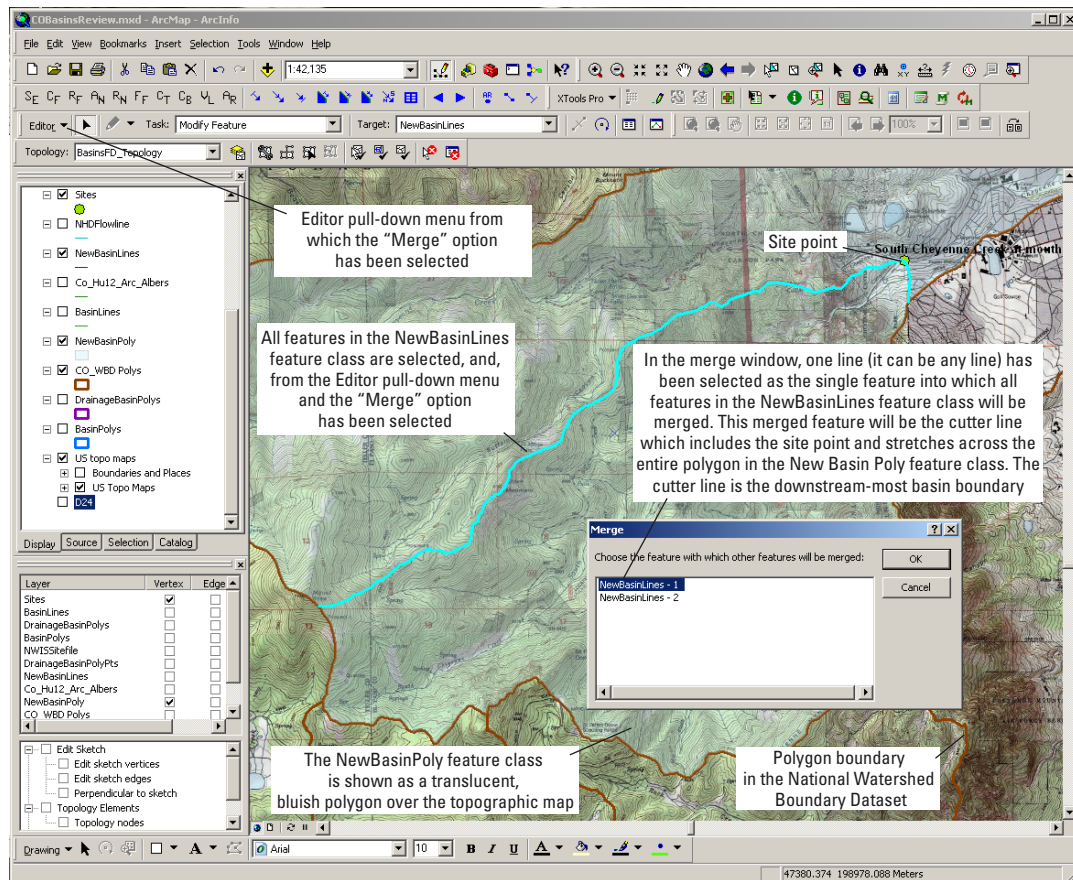 COBasinsReview.mxd - ArcMap - ArcInfo
File Edit View Bookmarks Insert Selection Tools Window Help
1:42,135
SE CF RF AN RN FF CT CB VL AR
XTools Pro
Editor Task: Modify Feature Target: NewBasinLines
100%
Topology: BasinsFD_Topology
Sites
NHDFlowline
NewBasinLines
Co_Hu12_Arc_Albers
BasinLines
NewBasinPoly
CO_WBD Polys
DrainageBasinPolys
BasinPolys
US topo maps
Boundaries and Places
US Topo Maps
D24
Display Source Selection Catalog
Layer Vertex Edge
Sites
BasinLines
DrainageBasinPolys
BasinPolys
NWISSitefile
DrainageBasinPolyPts
NewBasinLines
Co_Hu12_Arc_Albers
NewBasinPoly
CO_WBD Polys
Edit Sketch
Edit sketch vertices
Edit sketch edges
Perpendicular to sketch
Topology Elements
Topology nodes
Editor pull-down menu from
which the “Merge” option
has been selected
Site point
South Cheyenne Creek at mouth
All features in the NewBasinLines
feature class are selected, and,
from the Editor pull-down menu
and the “Merge” option
has been selected
In the merge window, one line (it can be any line) has
been selected as the single feature into which all
features in the NewBasinLines feature class will be
merged. This merged feature will be the cutter line
which includes the site point and stretches across the
entire polygon in the New Basin Poly feature class. The
cutter line is the downstream-most basin boundary
Merge
Choose the feature with which other features will be merged:
OK
Cancel
NewBasinLines - 1
NewBasinLines - 2
The NewBasinPoly feature class
is shown as a translucent,
bluish polygon over the topographic map
Polygon boundary
in the National Watershed
Boundary Dataset
Drawing A Arial 10 B I U A
47380.374 198978.088 Meters